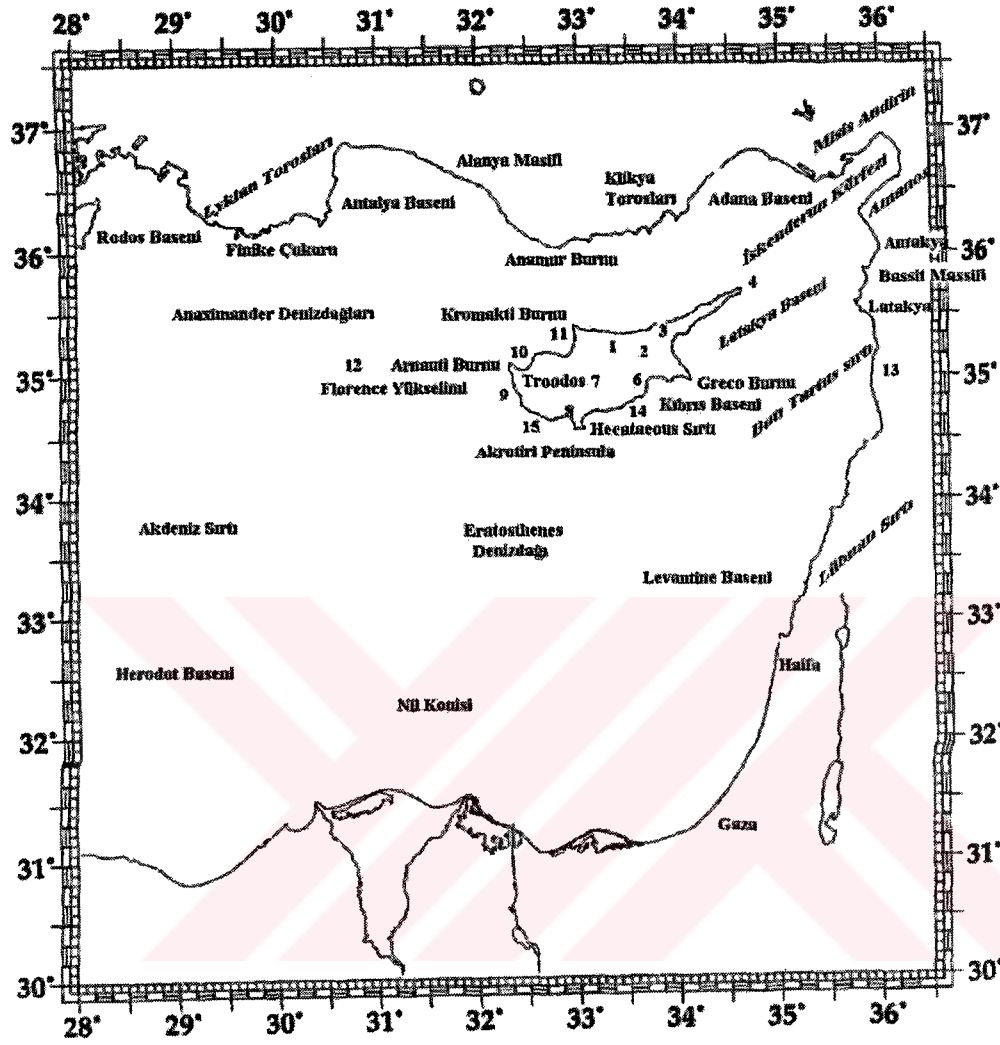 28° 29° 30° 31° 32° 33° 34° 35° 36°
37° 37°
Misis Andirin
Lykian Torosları
Alanya Masifi
Klikya
Torosları
Adana Baseni
İskenderun Körfezi
Amanos
Antalya Baseni
Rodos Baseni
Finike Çukuru
Anamur Burnu
Antakya
36° 36°
Bassit Massifi
4
Latakya Baseni
Latakya
Anaximander Denizdağları
Kromakti Burnu
11
3
10
1
2
12
Arnauti Burnu
13
35° 35°
Troodos 7
6
Greco Burnu
Florence Yükselimi
9
Kıbrıs Baseni
Batı Tartus sırtı
8
14
15
Hecataeous Sırtı
Akrotiri Peninsula
34° 34°
Akdeniz Sırtı
Eratosthenes
Denizdağı
Lübnan Sırtı
Levantine Baseni
33° 33°
Haifa
Herodot Baseni
Nil Konisi
32° 32°
Gaza
31° 31°
30° 30°
28° 29° 30° 31° 32° 33° 34° 35° 36°